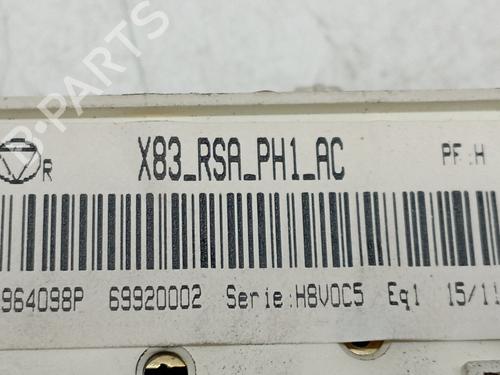 B-PARTS
R X83_RSA_PH1_AC PF:H
964098P 69920002 Serie:H8V0C5 Eq1 15/11